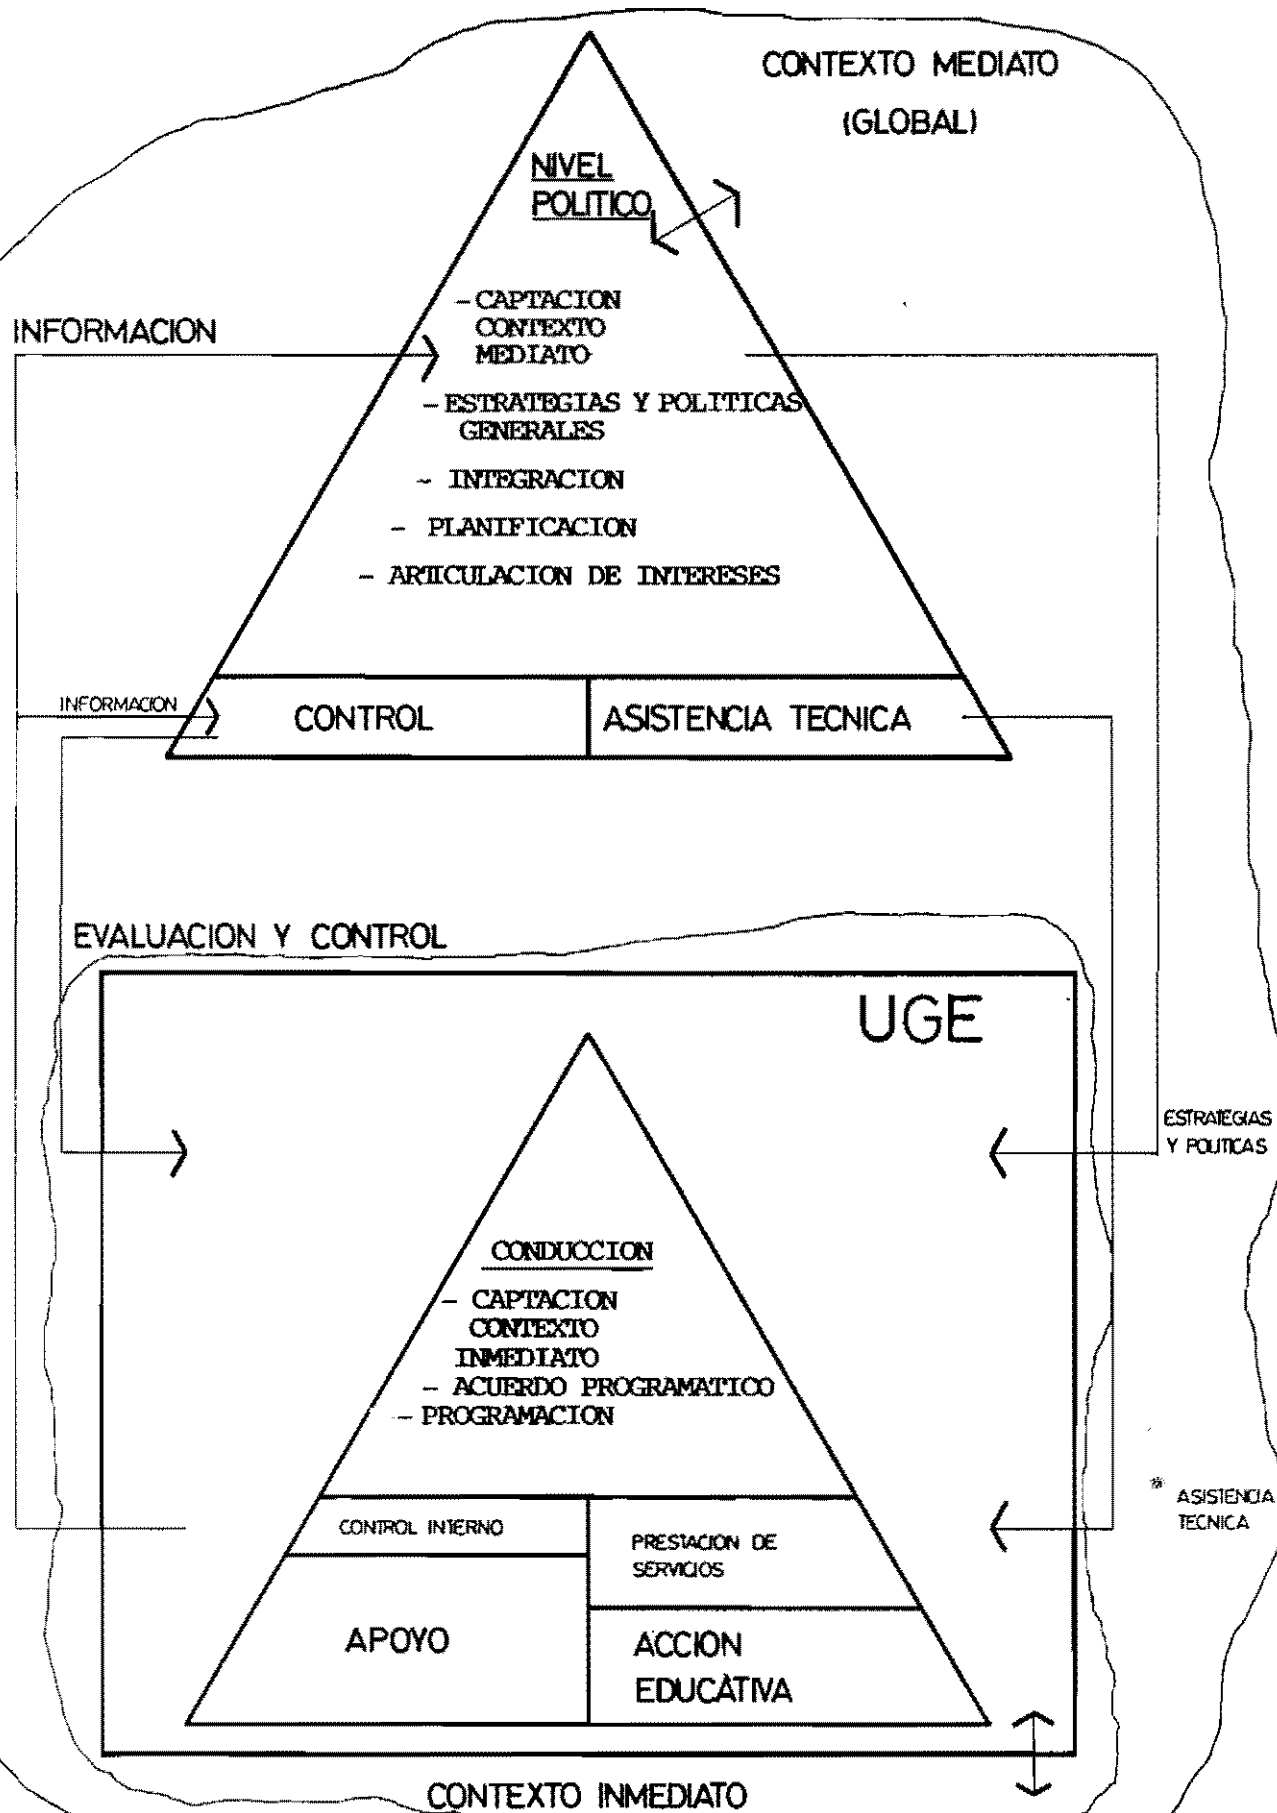 CONTEXTO MEDIATO
(GLOBAL)
NIVEL
POLITICO
- CAPTACION
CONTEXTO
MEDIATO
INFORMACION
- ESTRATEGIAS Y POLITICAS
GENERALES
- INTEGRACION
- PLANIFICACION
- ARTICULACION DE INTERESES
INFORMACION
CONTROL
ASISTENCIA TECNICA
EVALUACION Y CONTROL
UGE
ESTRATEGIAS
Y POLITICAS
CONDUCCION
- CAPTACION
CONTEXTO
INMEDIATO
- ACUERDO PROGRAMATICO
- PROGRAMACION
* ASISTENCIA
TECNICA
CONTROL INTERNO
PRESTACION DE
SERVICIOS
APOYO
ACCION
EDUCATIVA
CONTEXTO INMEDIATO